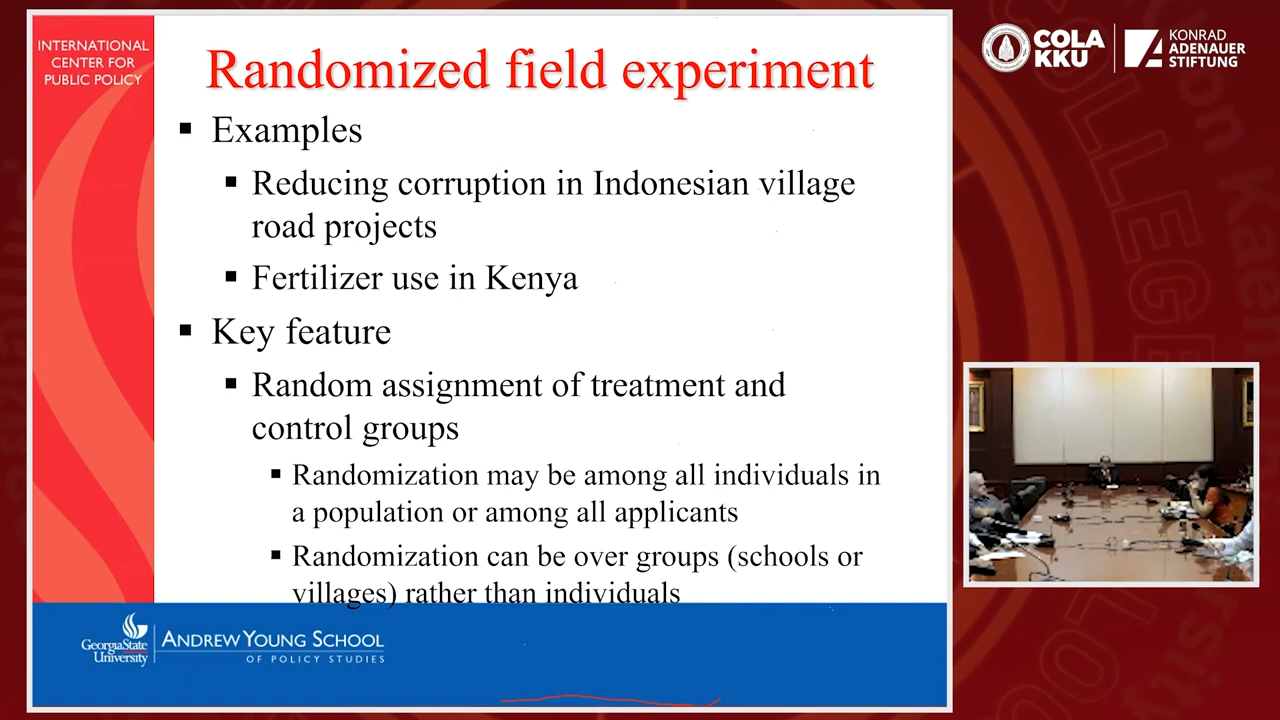 INTERNATIONAL
CENTER FOR
PUBLIC POLICY
Randomized field experiment
Examples
Reducing corruption in Indonesian village
road projects
Fertilizer use in Kenya
Key feature
Random assignment of treatment and
control groups
Randomization may be among all individuals in
a population or among all applicants
Randomization can be over groups (schools or
villages) rather than individuals
GeorgiaState
University
ANDREW YOUNG SCHOOL
OF POLICY STUDIES
COLA
KKU
KONRAD
ADENAUER
STIFTUNG
COLLEGE